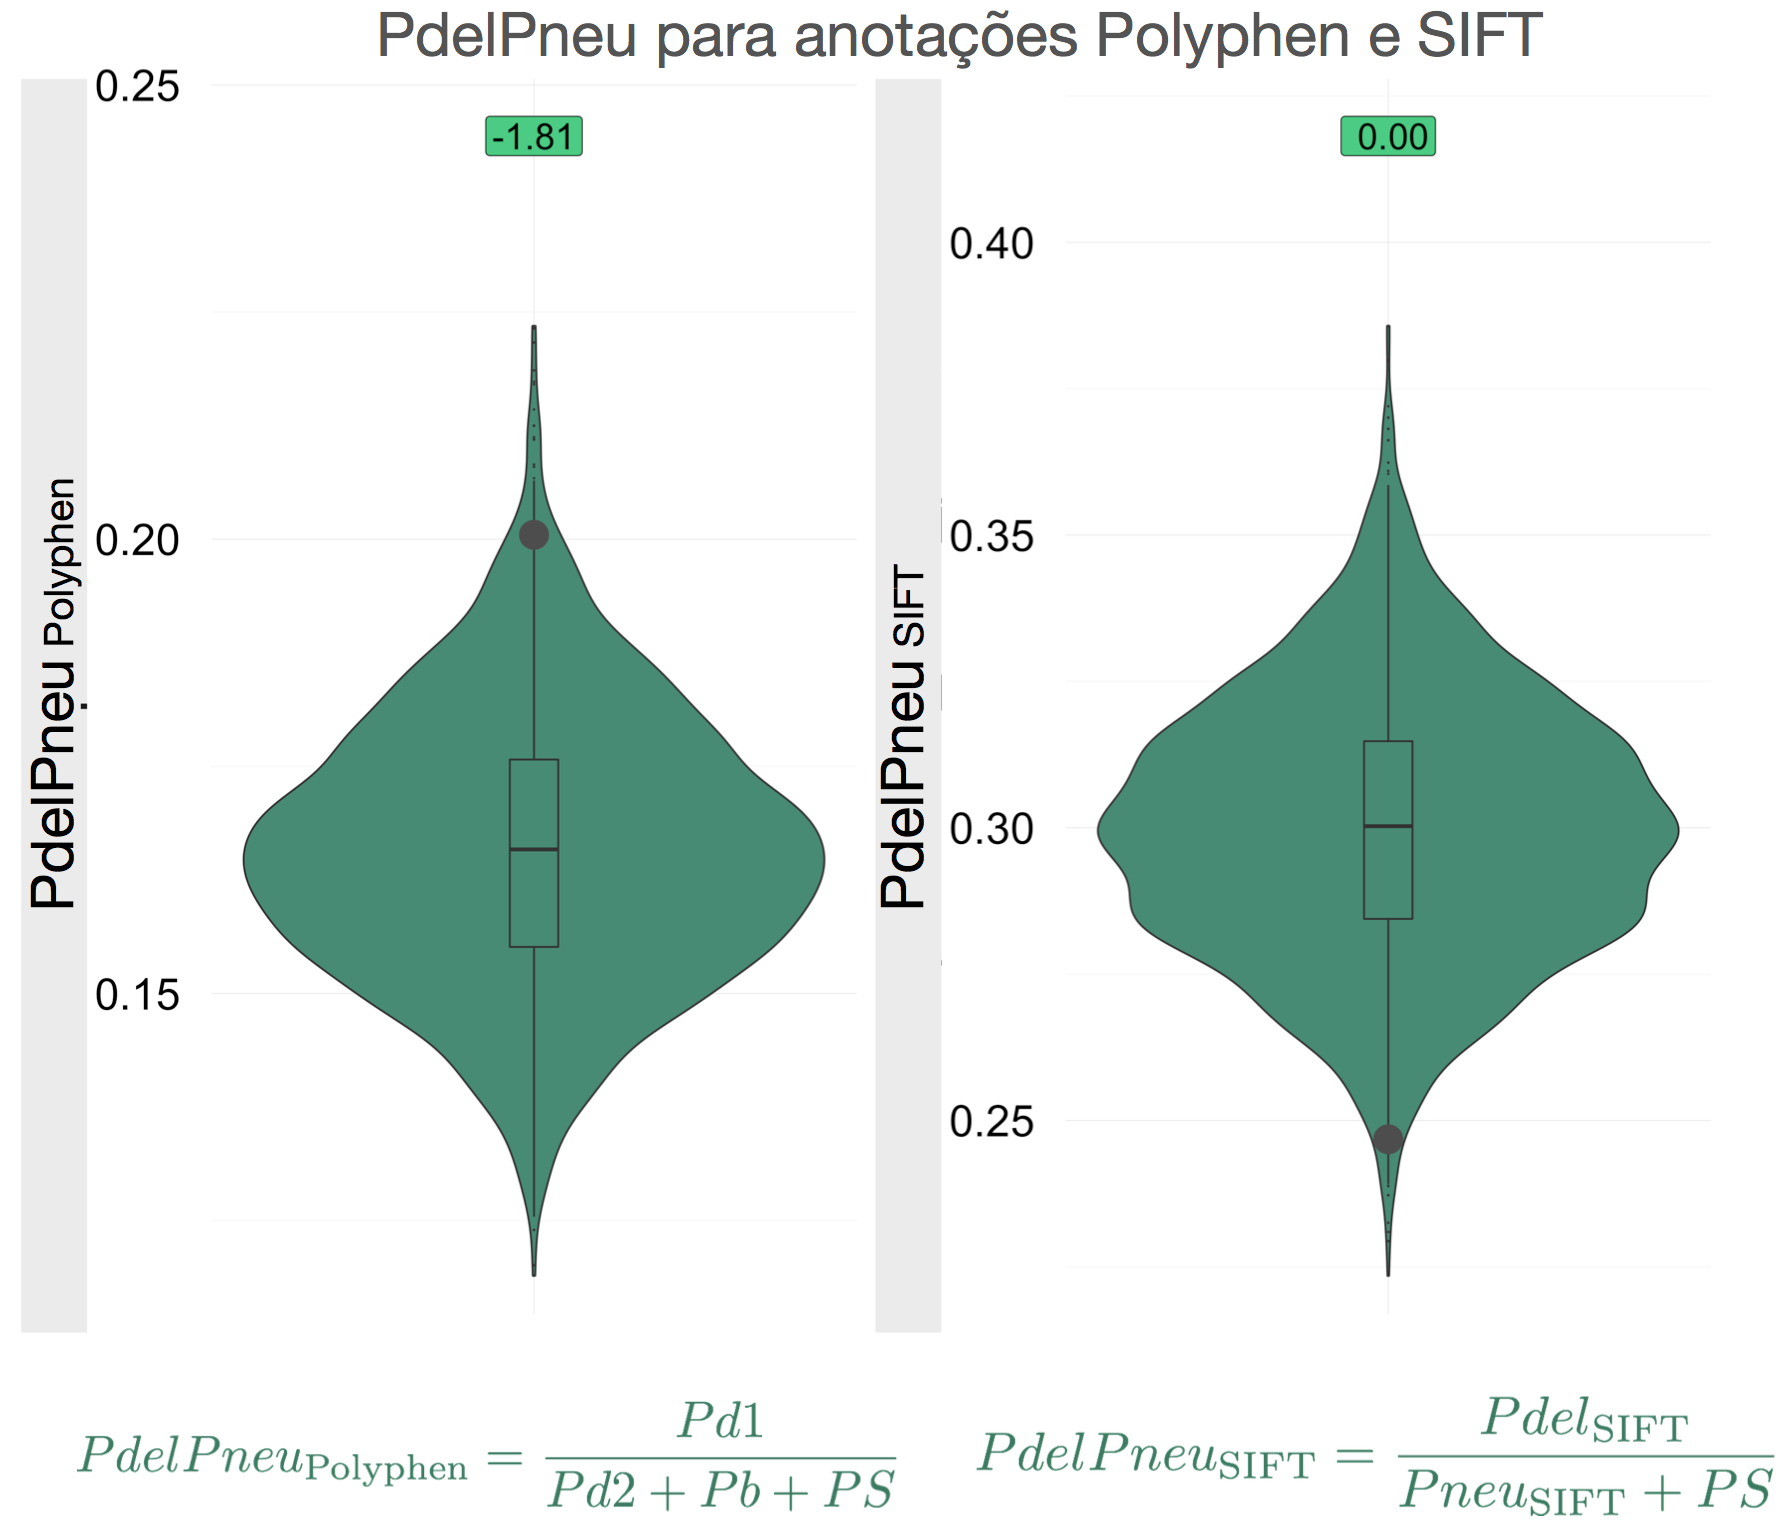 PdelPneu para anotações Polyphen e SIFT
PdelPneu Polyphen
0.25
0.20
0.15
-1.81
PdelPneu SIFT
0.40
0.35
0.30
0.25
0.00
PdelPneu_Polyphen = Pd1 / (Pd2 + Pb + PS)
PdelPneu_SIFT = Pdel_SIFT / (Pneu_SIFT + PS)